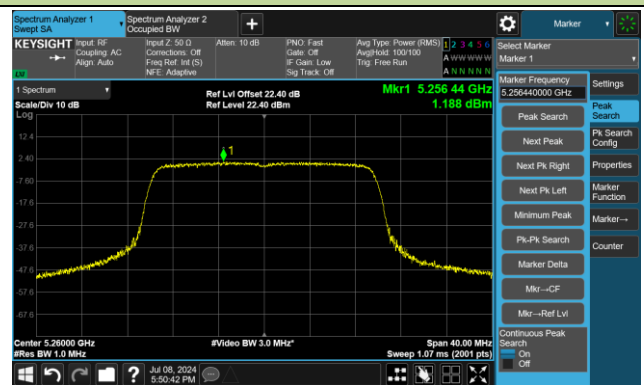 Spectrum Analyzer 1
Swept SA
Spectrum Analyzer 2
Occupied BW
+
Marker
KEYSIGHT
Input: RF
Coupling: AC
Align: Auto
Input Z: 50 Ω
Corrections: Off
Freq Ref: Int (S)
NFE: Adaptive
Atten: 10 dB
PNO: Fast
Gate: Off
IF Gain: Low
Sig Track: Off
Avg Type: Power (RMS)
Avg|Hold: 100/100
Trig: Free Run
1 2 3 4 5 6
A W W W W W
A N N N N N
Select Marker
Marker 1
LW
1 Spectrum
Scale/Div 10 dB
Log
Ref Lvl Offset 22.40 dB
Ref Level 22.40 dBm
Mkr1 5.256 44 GHz
1.188 dBm
1
12.4
2.40
-7.60
-17.6
-27.6
-37.6
-47.6
-57.6
-67.6
Center 5.26000 GHz
#Res BW 1.0 MHz
#Video BW 3.0 MHz*
Span 40.00 MHz
Sweep 1.07 ms (2001 pts)
Marker Frequency
5.256440000 GHz
Peak Search
Next Peak
Next Pk Right
Next Pk Left
Minimum Peak
Pk-Pk Search
Marker Delta
Mkr→CF
Mkr→Ref Lvl
Continuous Peak
Search
On
Off
Settings
Peak
Search
Pk Search
Config
Properties
Marker
Function
Marker→
Counter
?
Jul 08, 2024
5:50:42 PM